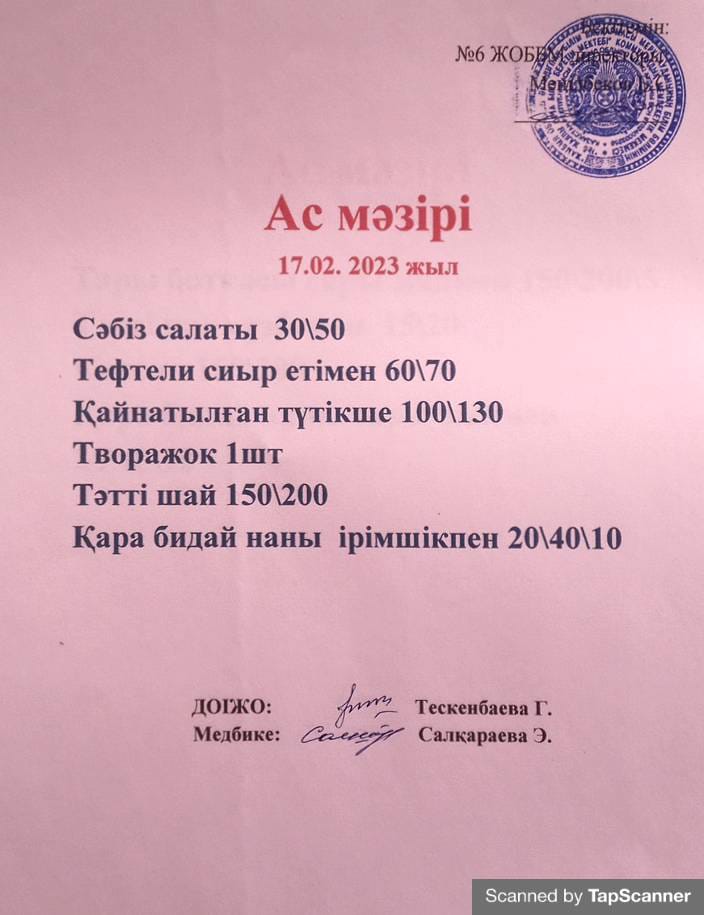 Бекітемін:
№6 ЖОББМ директоры
Ас мәзірі
17.02. 2023 жыл
Сәбіз салаты 30\50
Тефтели сиыр етімен 60\70
Қайнатылған түтікше 100\130
Творажок 1шт
Тәтті шай 150\200
Қара бидай наны ірімшікпен 20\40\10
ДОІЖО: Тескенбаева Г.
Медбике: Салқараева Э.
Scanned by TapScanner